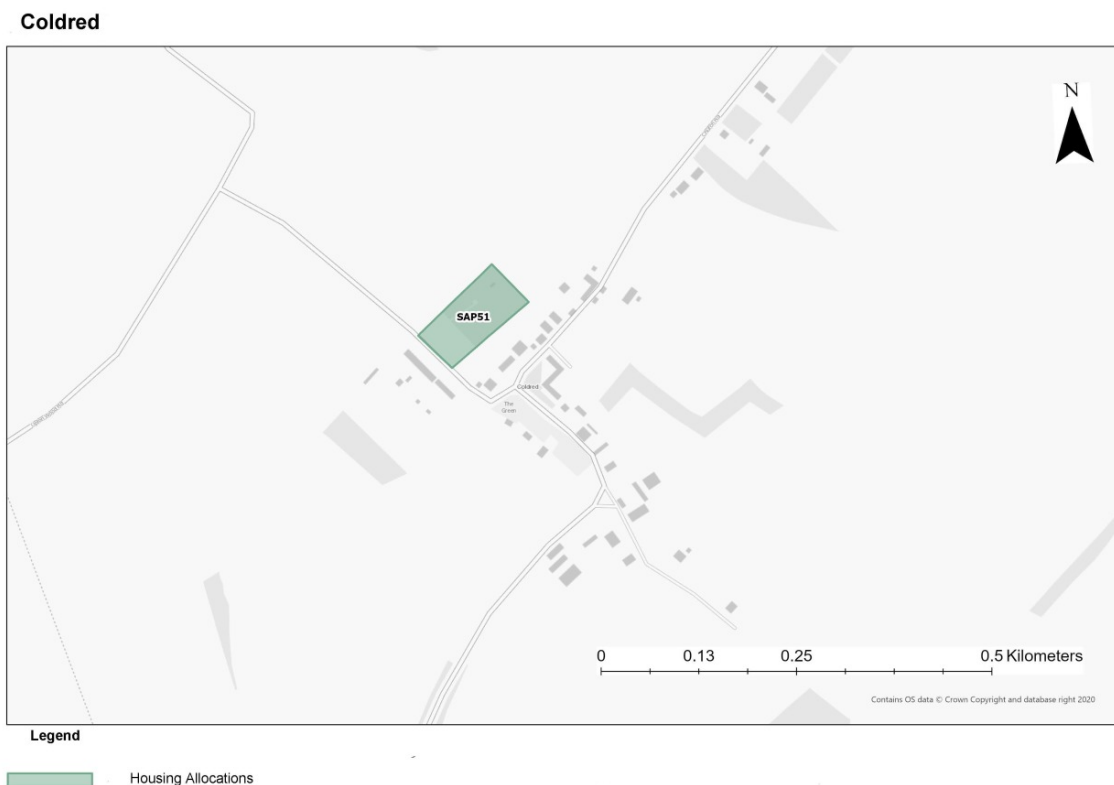 Coldred
N
SAP51
Coldred
The
Green
0 0.13 0.25 0.5 Kilometers
Contains OS data © Crown Copyright and database right 2020
Legend
Housing Allocations